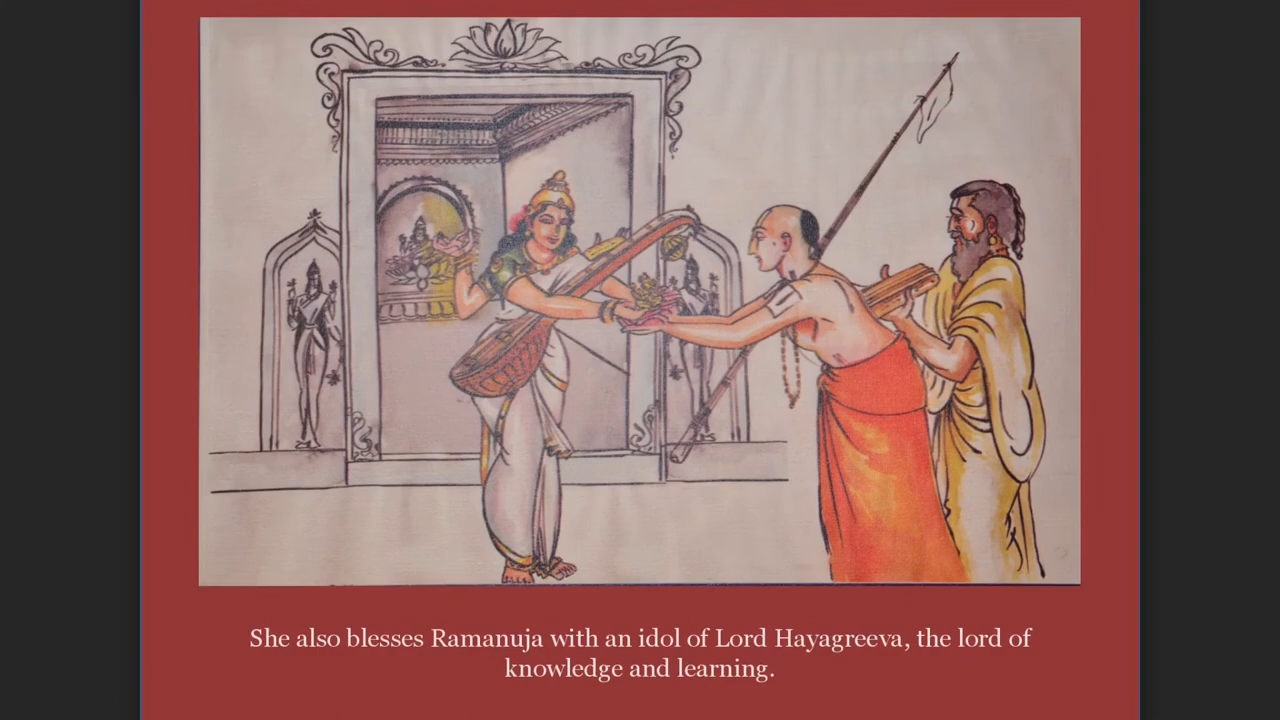 She also blesses Ramanuja with an idol of Lord Hayagreeva, the lord of
knowledge and learning.